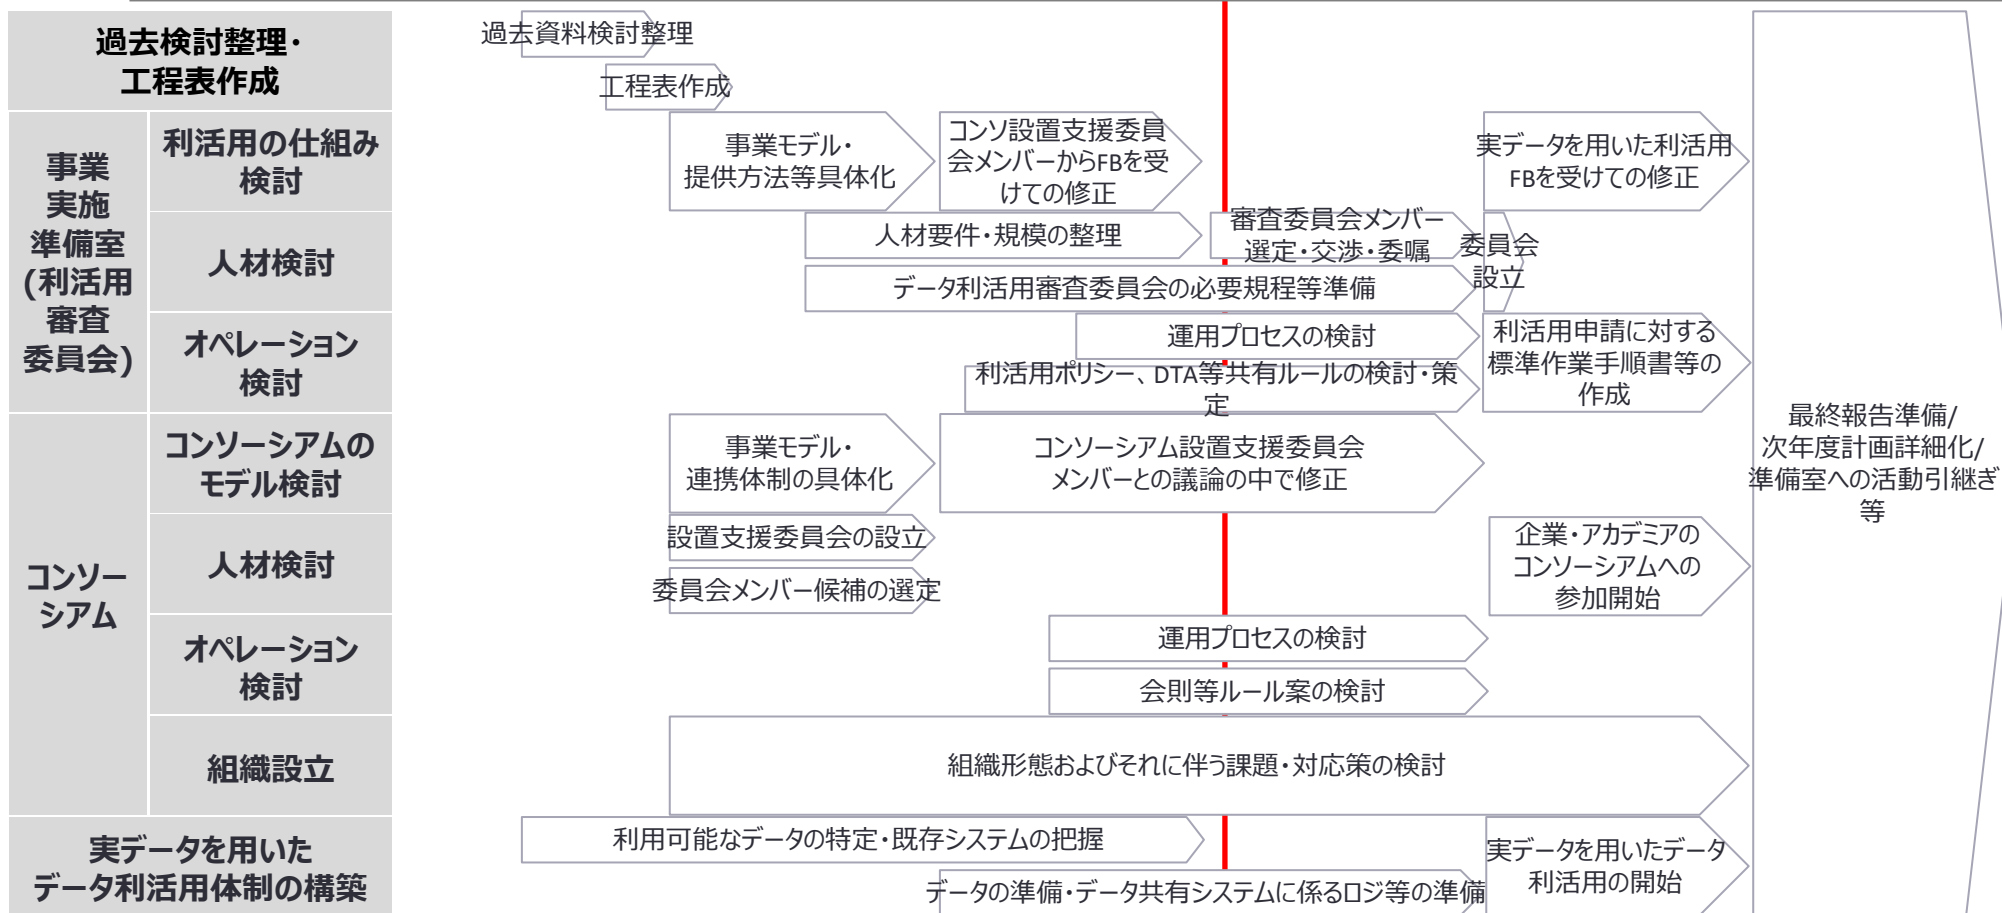 過去検討整理・
工程表作成
過去資料検討整理
工程表作成
事業
実施
準備室
(利活用
審査
委員会)
利活用の仕組み
検討
事業モデル・
提供方法等具体化
コンソ設置支援委員
会メンバーからFBを受
けての修正
実データを用いた利活用
FBを受けての修正
人材検討
人材要件・規模の整理
審査委員会メンバー
選定・交渉・委嘱
委員会
設立
データ利活用審査委員会の必要規程等準備
オペレーション
検討
運用プロセスの検討
利活用ポリシー、DTA等共有ルールの検討・策
定
利活用申請に対する
標準作業手順書等の
作成
コンソー
シアム
コンソーシアムの
モデル検討
事業モデル・
連携体制の具体化
コンソーシアム設置支援委員会
メンバーとの議論の中で修正
人材検討
設置支援委員会の設立
委員会メンバー候補の選定
企業・アカデミアの
コンソーシアムへの
参加開始
オペレーション
検討
運用プロセスの検討
会則等ルール案の検討
組織設立
組織形態およびそれに伴う課題・対応策の検討
実データを用いた
データ利活用体制の構築
利用可能なデータの特定・既存システムの把握
データの準備・データ共有システムに係るロジ等の準備
実データを用いたデータ
利活用の開始
最終報告準備/
次年度計画詳細化/
準備室への活動引継ぎ
等